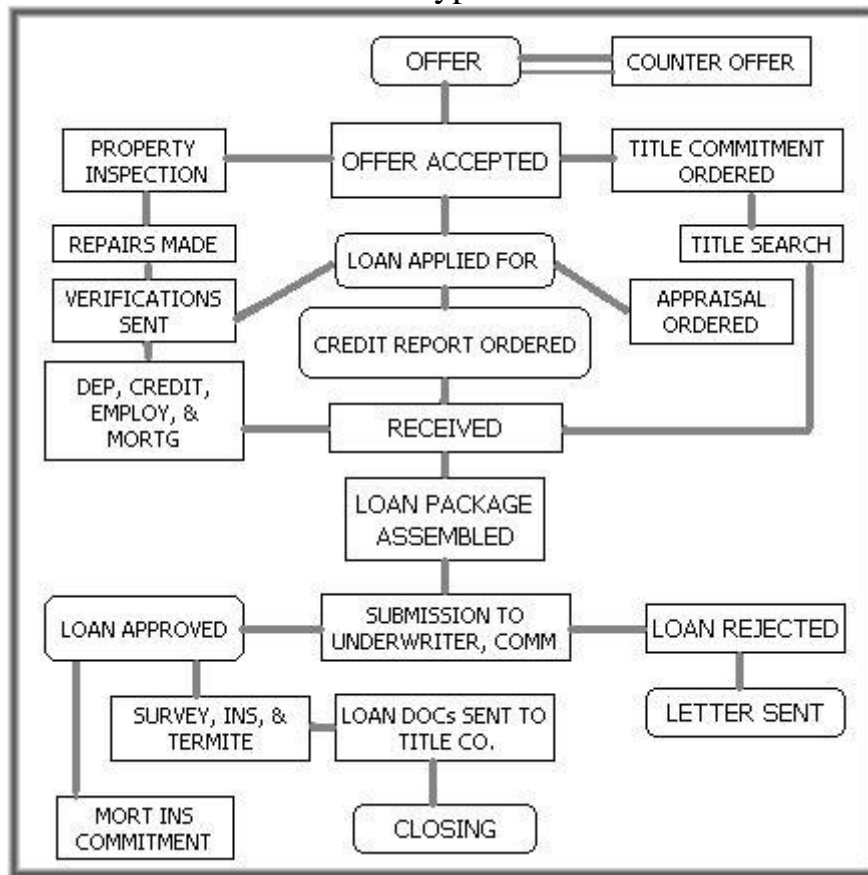 OFFER
COUNTER OFFER
PROPERTY
INSPECTION
OFFER ACCEPTED
TITLE COMMITMENT
ORDERED
REPAIRS MADE
LOAN APPLIED FOR
TITLE SEARCH
VERIFICATIONS
SENT
APPRAISAL
ORDERED
CREDIT REPORT ORDERED
DEP, CREDIT,
EMPLOY, &
MORTG
RECEIVED
LOAN PACKAGE
ASSEMBLED
LOAN APPROVED
SUBMISSION TO
UNDERWRITER, COMM
LOAN REJECTED
SURVEY, INS, &
TERMITE
LOAN DOCs SENT TO
TITLE CO.
LETTER SENT
MORT INS
COMMITMENT
CLOSING